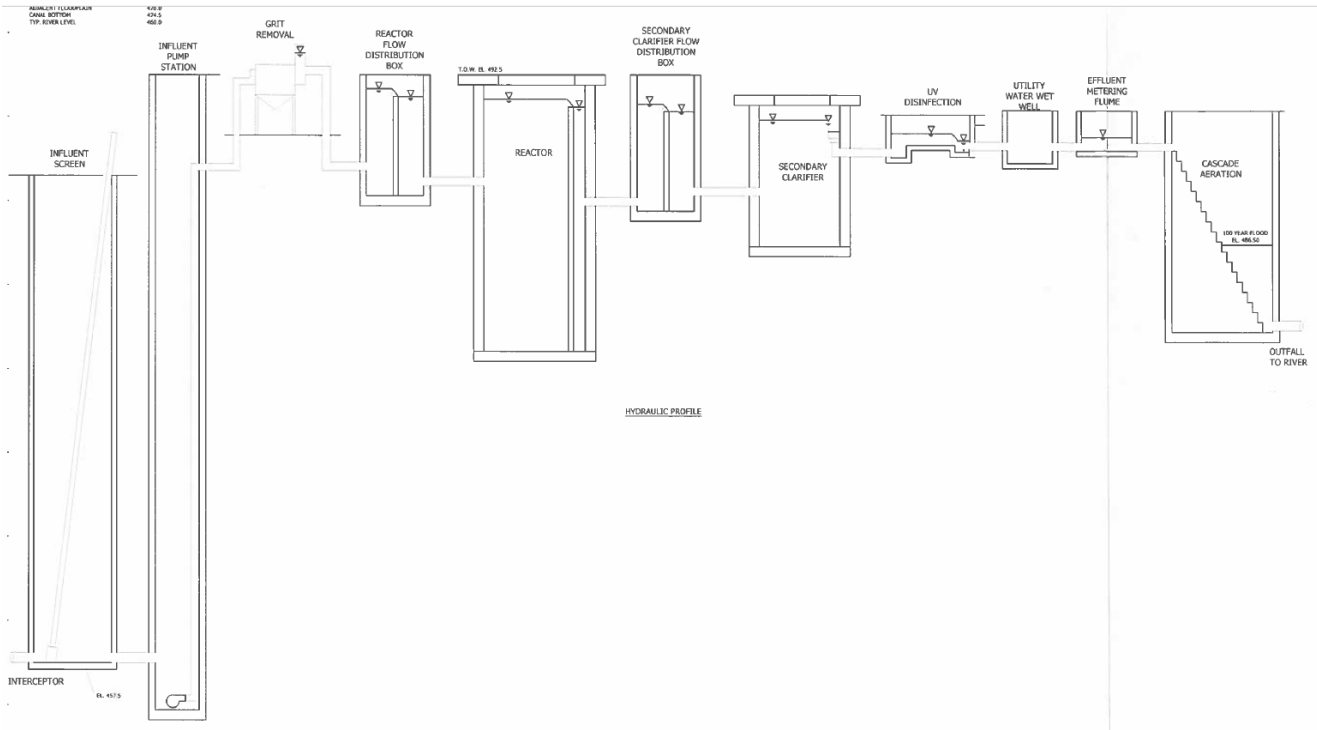 CANAL BOTTOM 474.5
TYP. RIVER LEVEL 460.0
GRIT
REMOVAL
INFLUENT
PUMP
STATION
REACTOR
FLOW
DISTRIBUTION
BOX
SECONDARY
CLARIFIER FLOW
DISTRIBUTION
BOX
T.O.W. EL. 492.5
UV
DISINFECTION
UTILITY
WATER WET
WELL
EFFLUENT
METERING
FLUME
INFLUENT
SCREEN
REACTOR
SECONDARY
CLARIFIER
CASCADE
AERATION
100 YEAR FLOOD
EL. 486.50
OUTFALL
TO RIVER
HYDRAULIC PROFILE
INTERCEPTOR
EL. 457.5